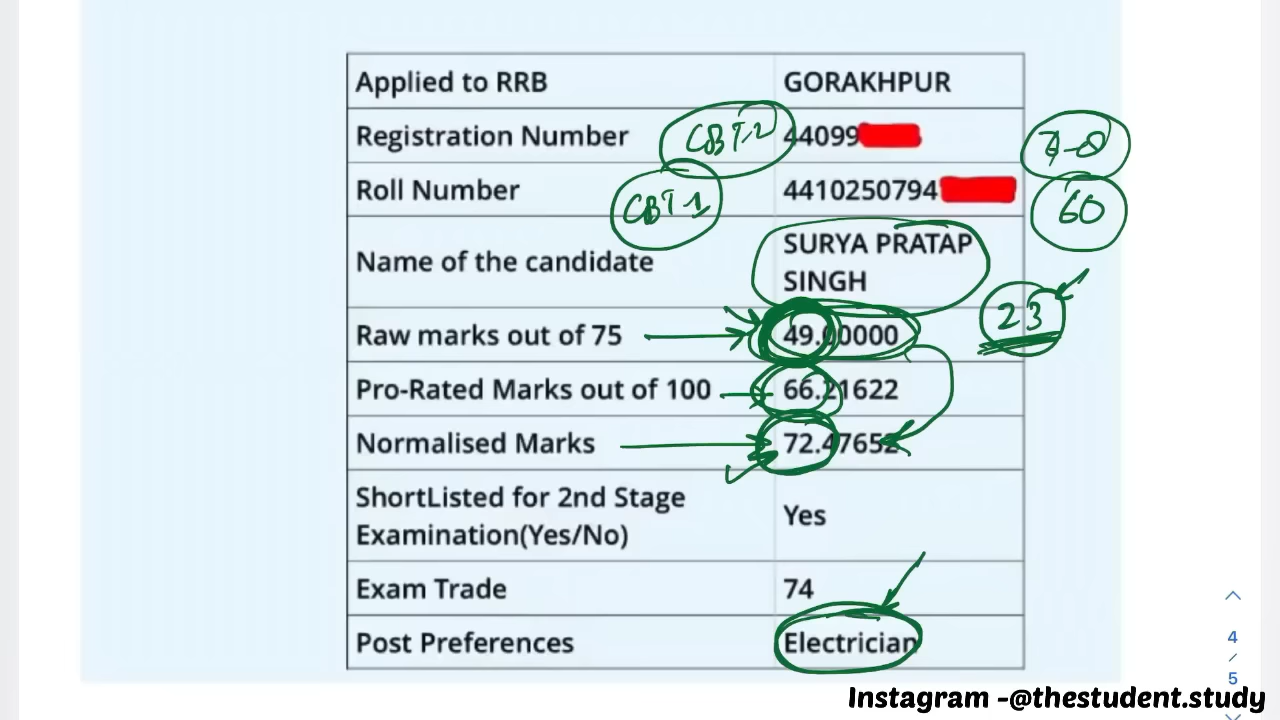 Applied to RRB GORAKHPUR
Registration Number CBT2 44099
7-8
Roll Number CBT 1 4410250794
60
Name of the candidate SURYA PRATAP
SINGH
23
Raw marks out of 75 49.00000
Pro-Rated Marks out of 100 66.21622
Normalised Marks 72.47652
ShortListed for 2nd Stage
Examination(Yes/No) Yes
Exam Trade 74
Post Preferences Electrician
4
/
5
Instagram -@thestudent.study